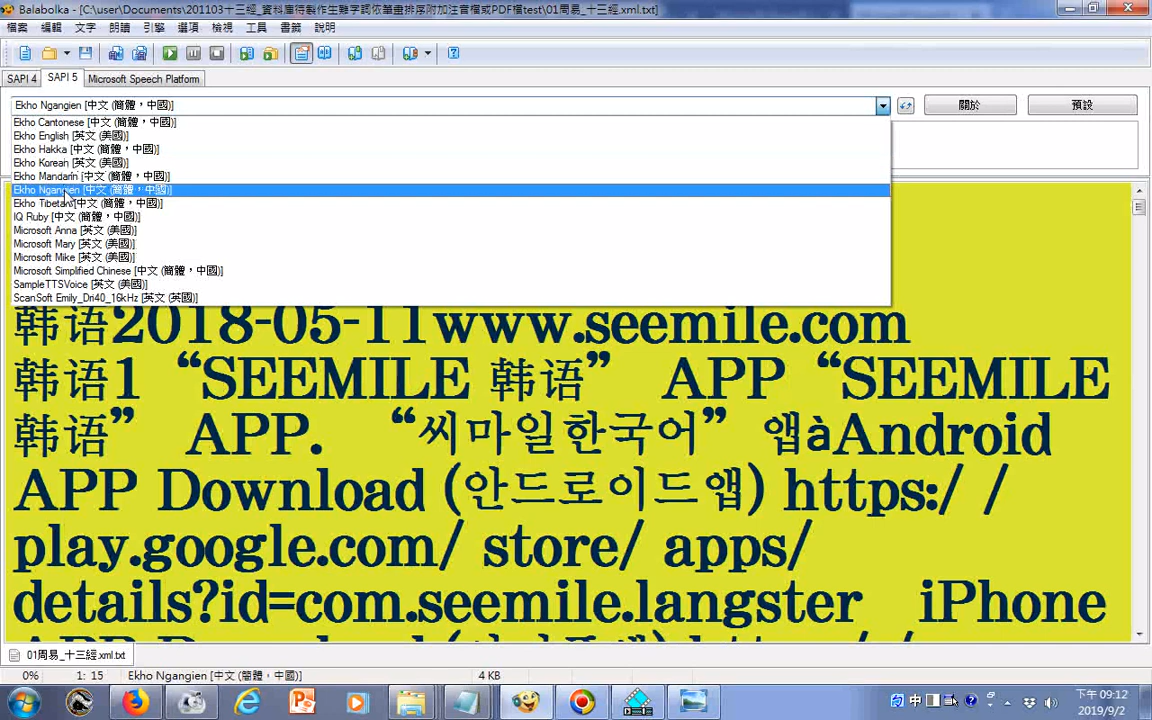 Balabolka - [C:\user\Documents\201103十三經_資料庫待製作生難字詞依筆畫排序附加注音檔或PDF檔test\01周易_十三經.xml.txt]
檔案 編輯 文字 朗讀 引擎 選項 檢視 工具 書籤 說明
SAPI 4 SAPI 5 Microsoft Speech Platform
Ekho Ngangien [中文 (簡體，中國)] 關於 預設
Ekho Cantonese [中文 (簡體，中國)]
Ekho English [英文 (美國)]
Ekho Hakka [中文 (簡體，中國)]
Ekho Korean [英文 (美國)]
Ekho Mandarin [中文 (簡體，中國)]
Ekho Ngangien [中文 (簡體，中國)]
Ekho Tibetan [中文 (簡體，中國)]
IQ Ruby [中文 (簡體，中國)]
Microsoft Anna [英文 (美國)]
Microsoft Mary [英文 (美國)]
Microsoft Mike [英文 (美國)]
Microsoft Simplified Chinese [中文 (簡體，中國)]
SampleTTSVoice [英文 (美國)]
ScanSoft Emily_Dri40_16kHz [英文 (英國)]
韩语2018-05-11www.seemile.com
韩语1 “SEEMILE 韩语” APP “SEEMILE
韩语” APP. “씨마일한국어” 앱àAndroid
APP Download (안드로이드앱) https:/ /
play.google.com/ store/ apps/
details?id=com.seemile.langster iPhone
01周易_十三經.xml.txt
0% 1: 15 Ekho Ngangien [中文 (簡體，中國)] 4 KB
中 下午 09:12
2019/9/2